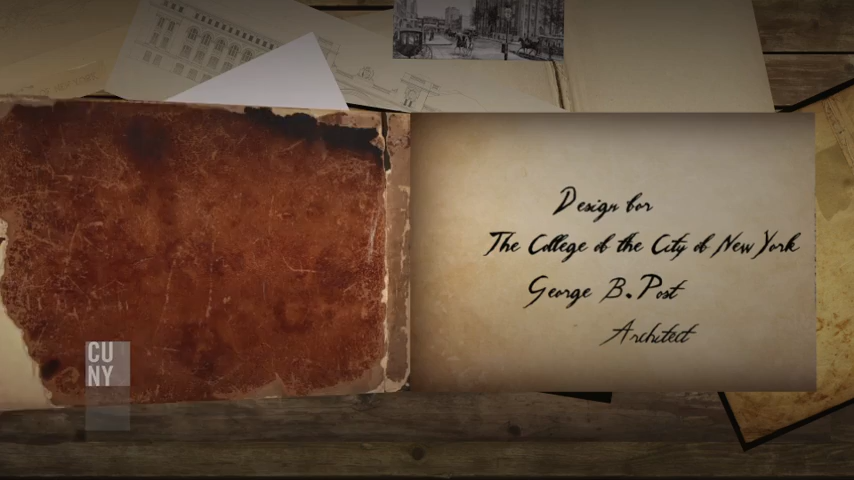 Design for
The College of the City of New York
George B. Post
Architect
CU
NY